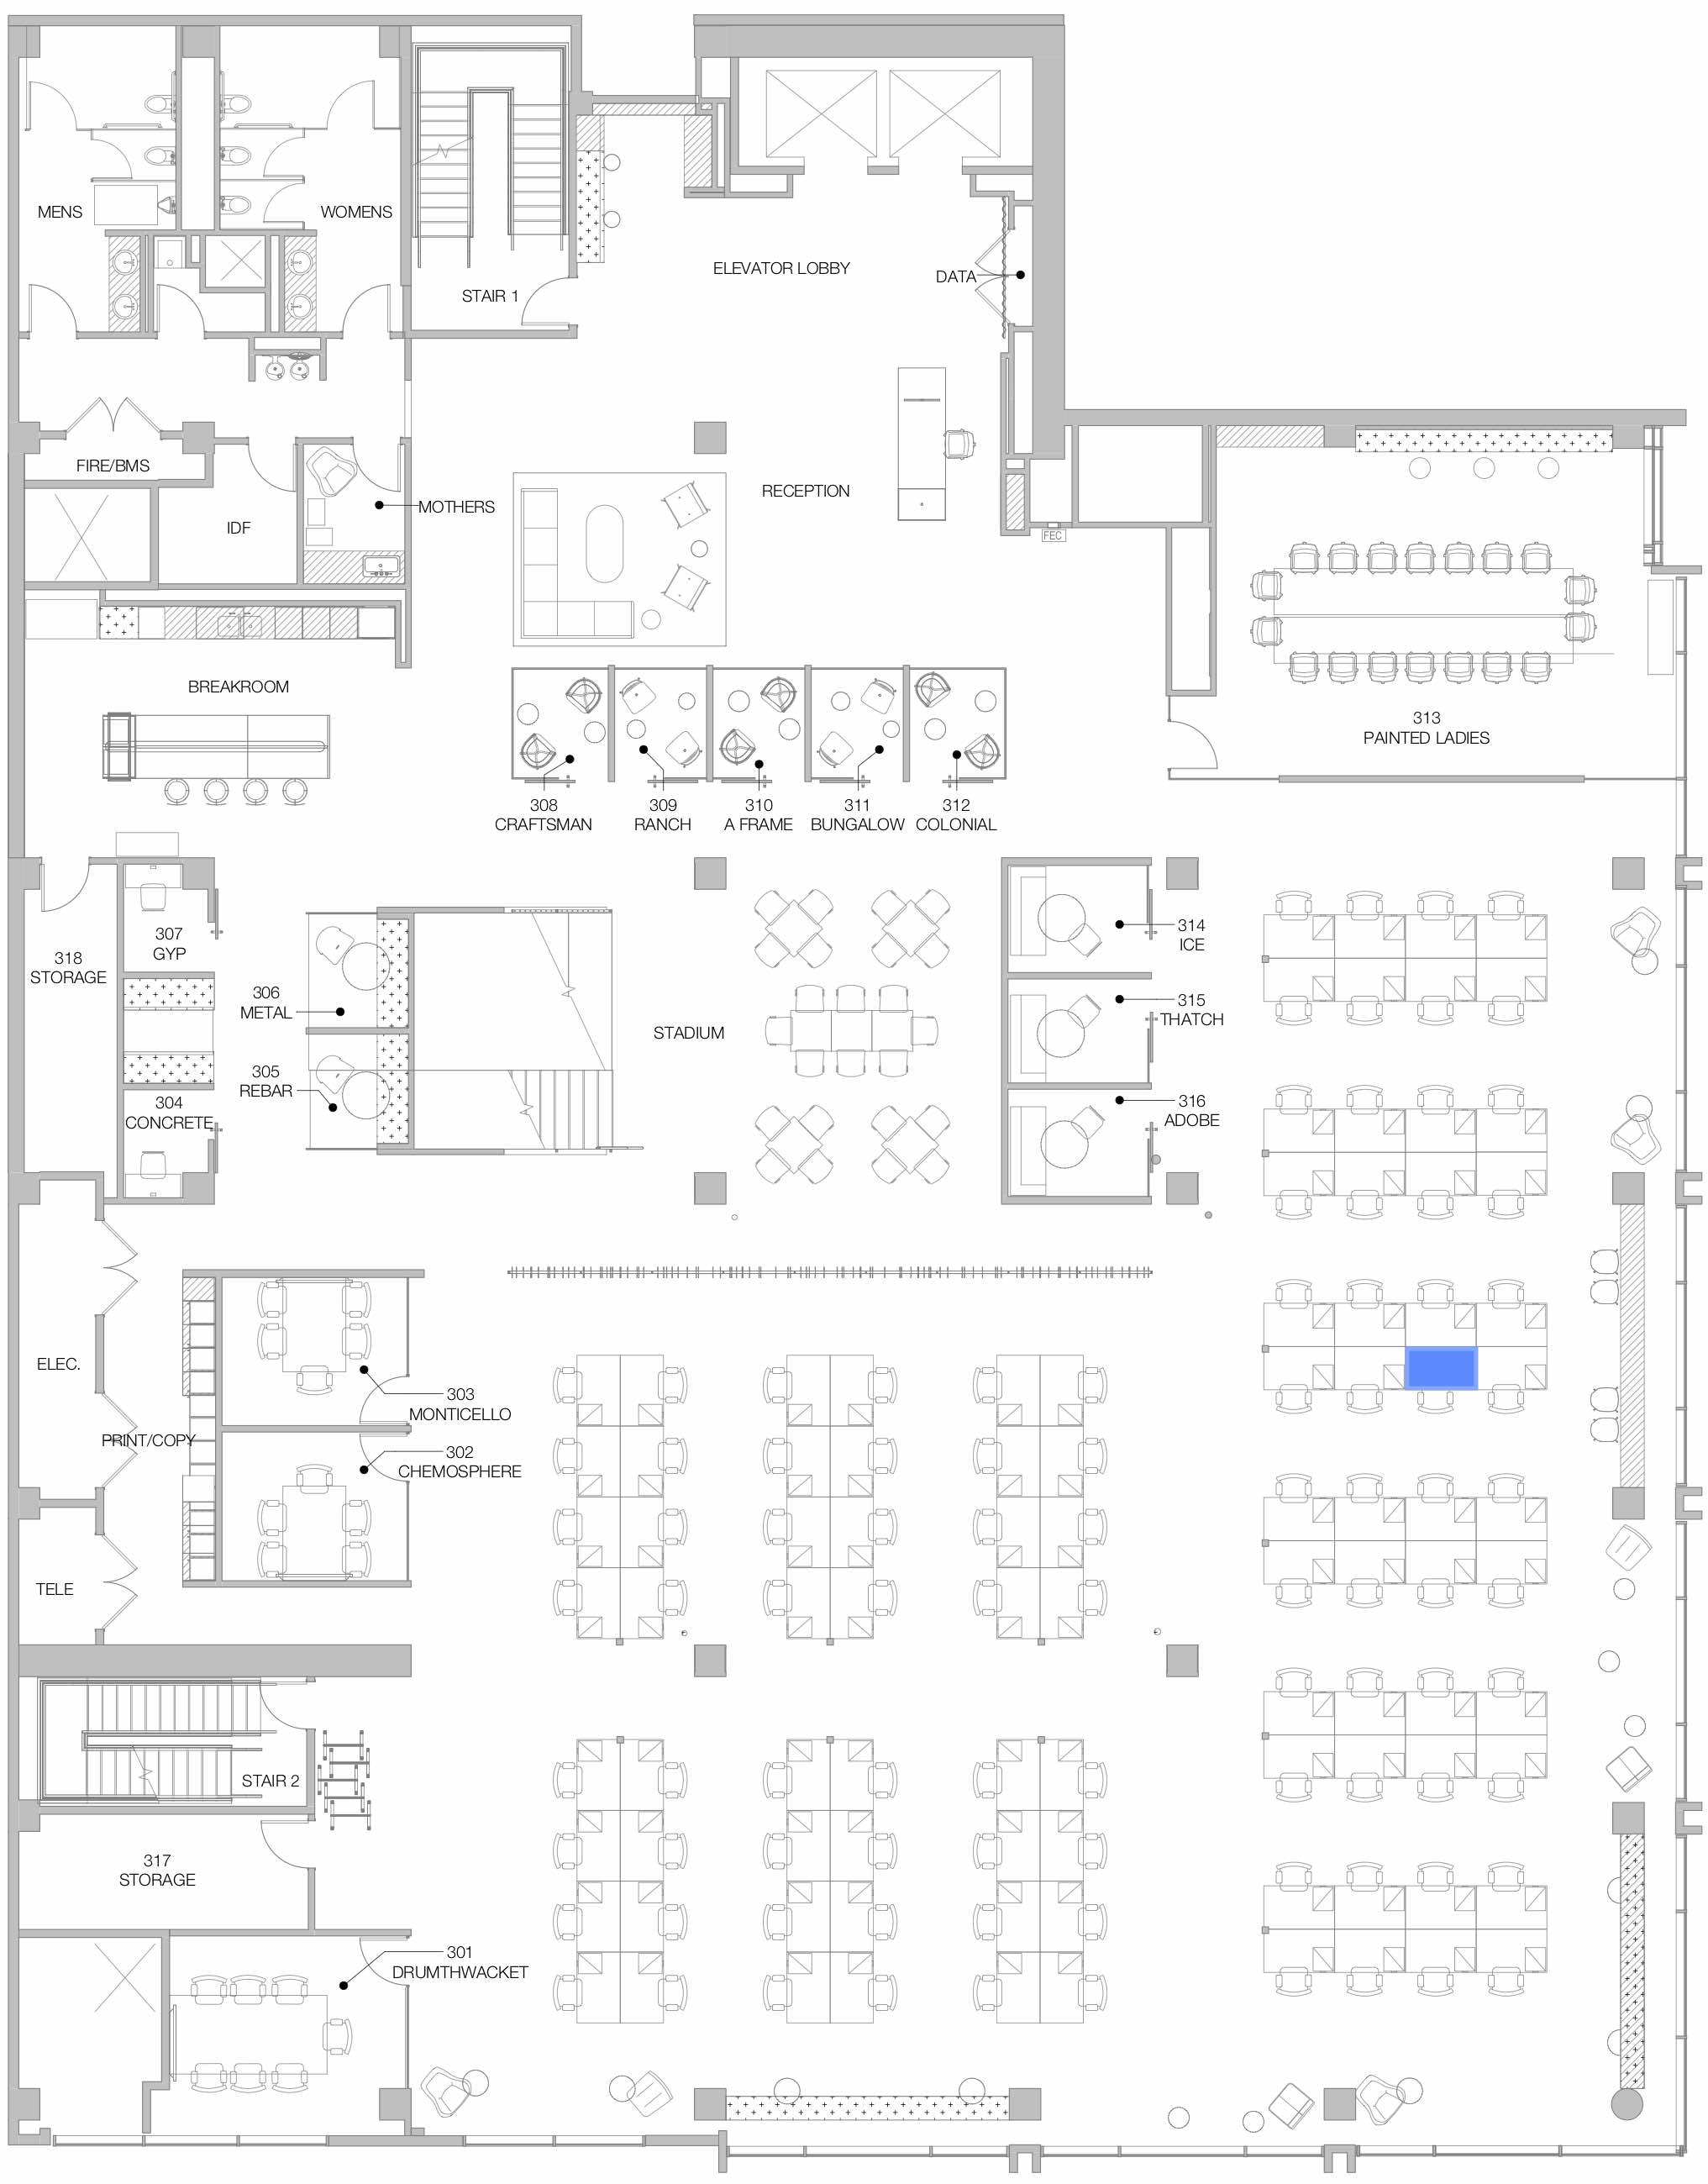 MENS
WOMENS
STAIR 1
ELEVATOR LOBBY
DATA
FIRE/BMS
IDF
MOTHERS
RECEPTION
FEC
BREAKROOM
313
PAINTED LADIES
308
CRAFTSMAN
309
RANCH
310
A FRAME
311
BUNGALOW
312
COLONIAL
307
GYP
318
STORAGE
306
METAL
305
REBAR
304
CONCRETE
STADIUM
314
ICE
315
THATCH
316
ADOBE
ELEC.
303
MONTICELLO
PRINT/COPY
302
CHEMOSPHERE
TELE
STAIR 2
317
STORAGE
301
DRUMTHWACKET